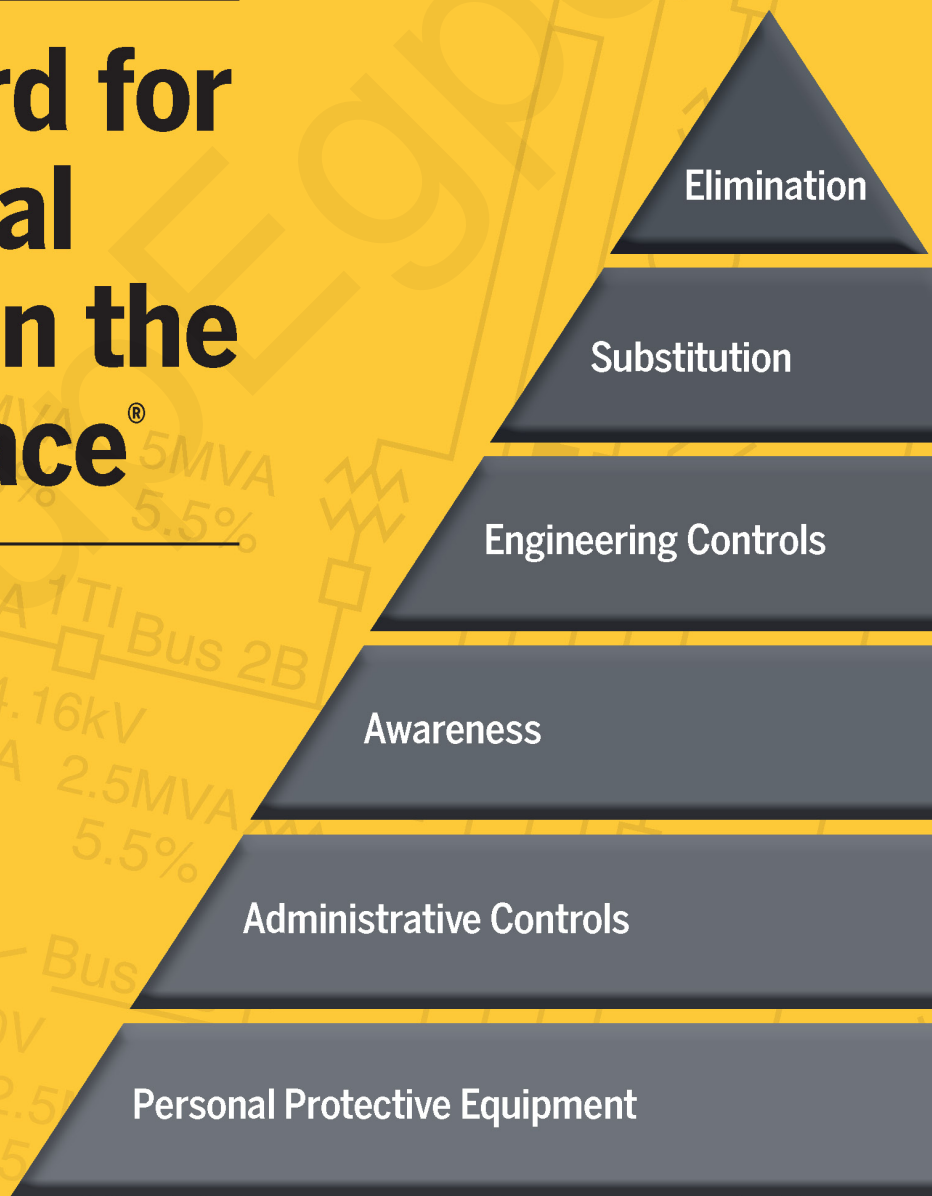 rd for
al
n the
ace®
Elimination
Substitution
Engineering Controls
Awareness
Administrative Controls
Personal Protective Equipment
5MVA
5.5%
1TI
Bus 2B
4.16kV
2.5MVA
5.5%
Bus